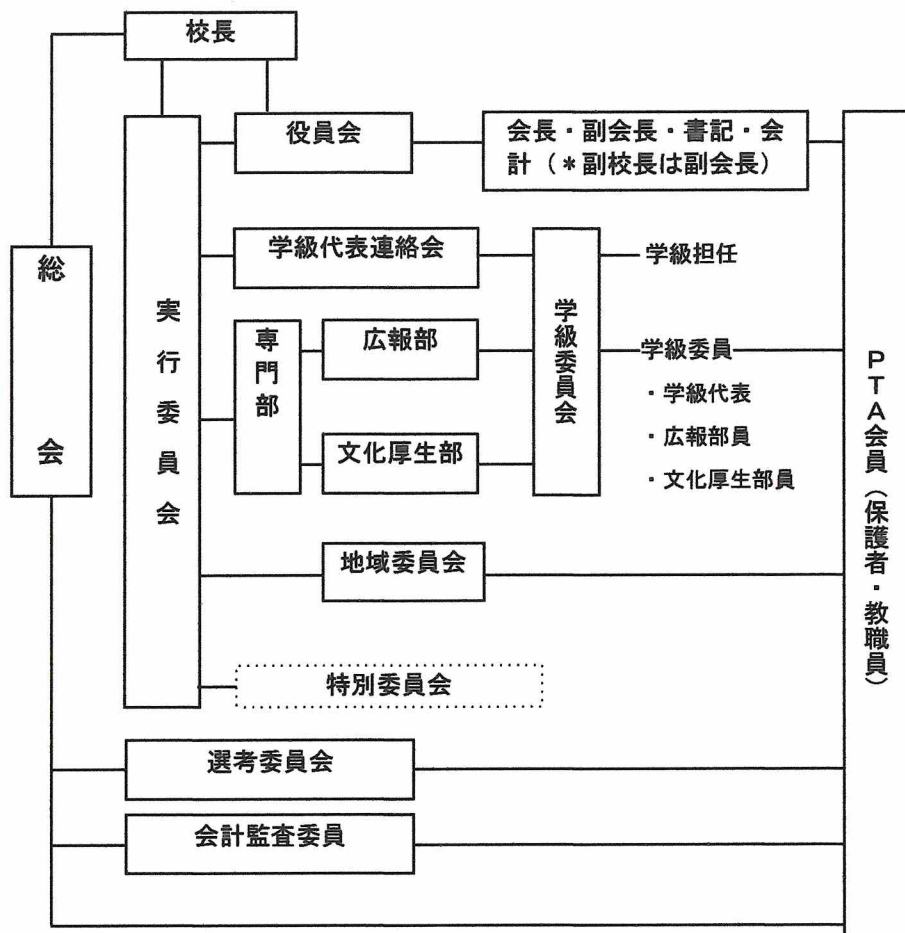 校長
役員会
会長・副会長・書記・会
計（＊副校長は副会長）
総会
実行委員会
学級代表連絡会
学級委員会
学級担任
専門部
広報部
学級委員
・学級代表
・広報部員
・文化厚生部員
文化厚生部
地域委員会
特別委員会
選考委員会
会計監査委員
ＰＴＡ会員（保護者・教職員）